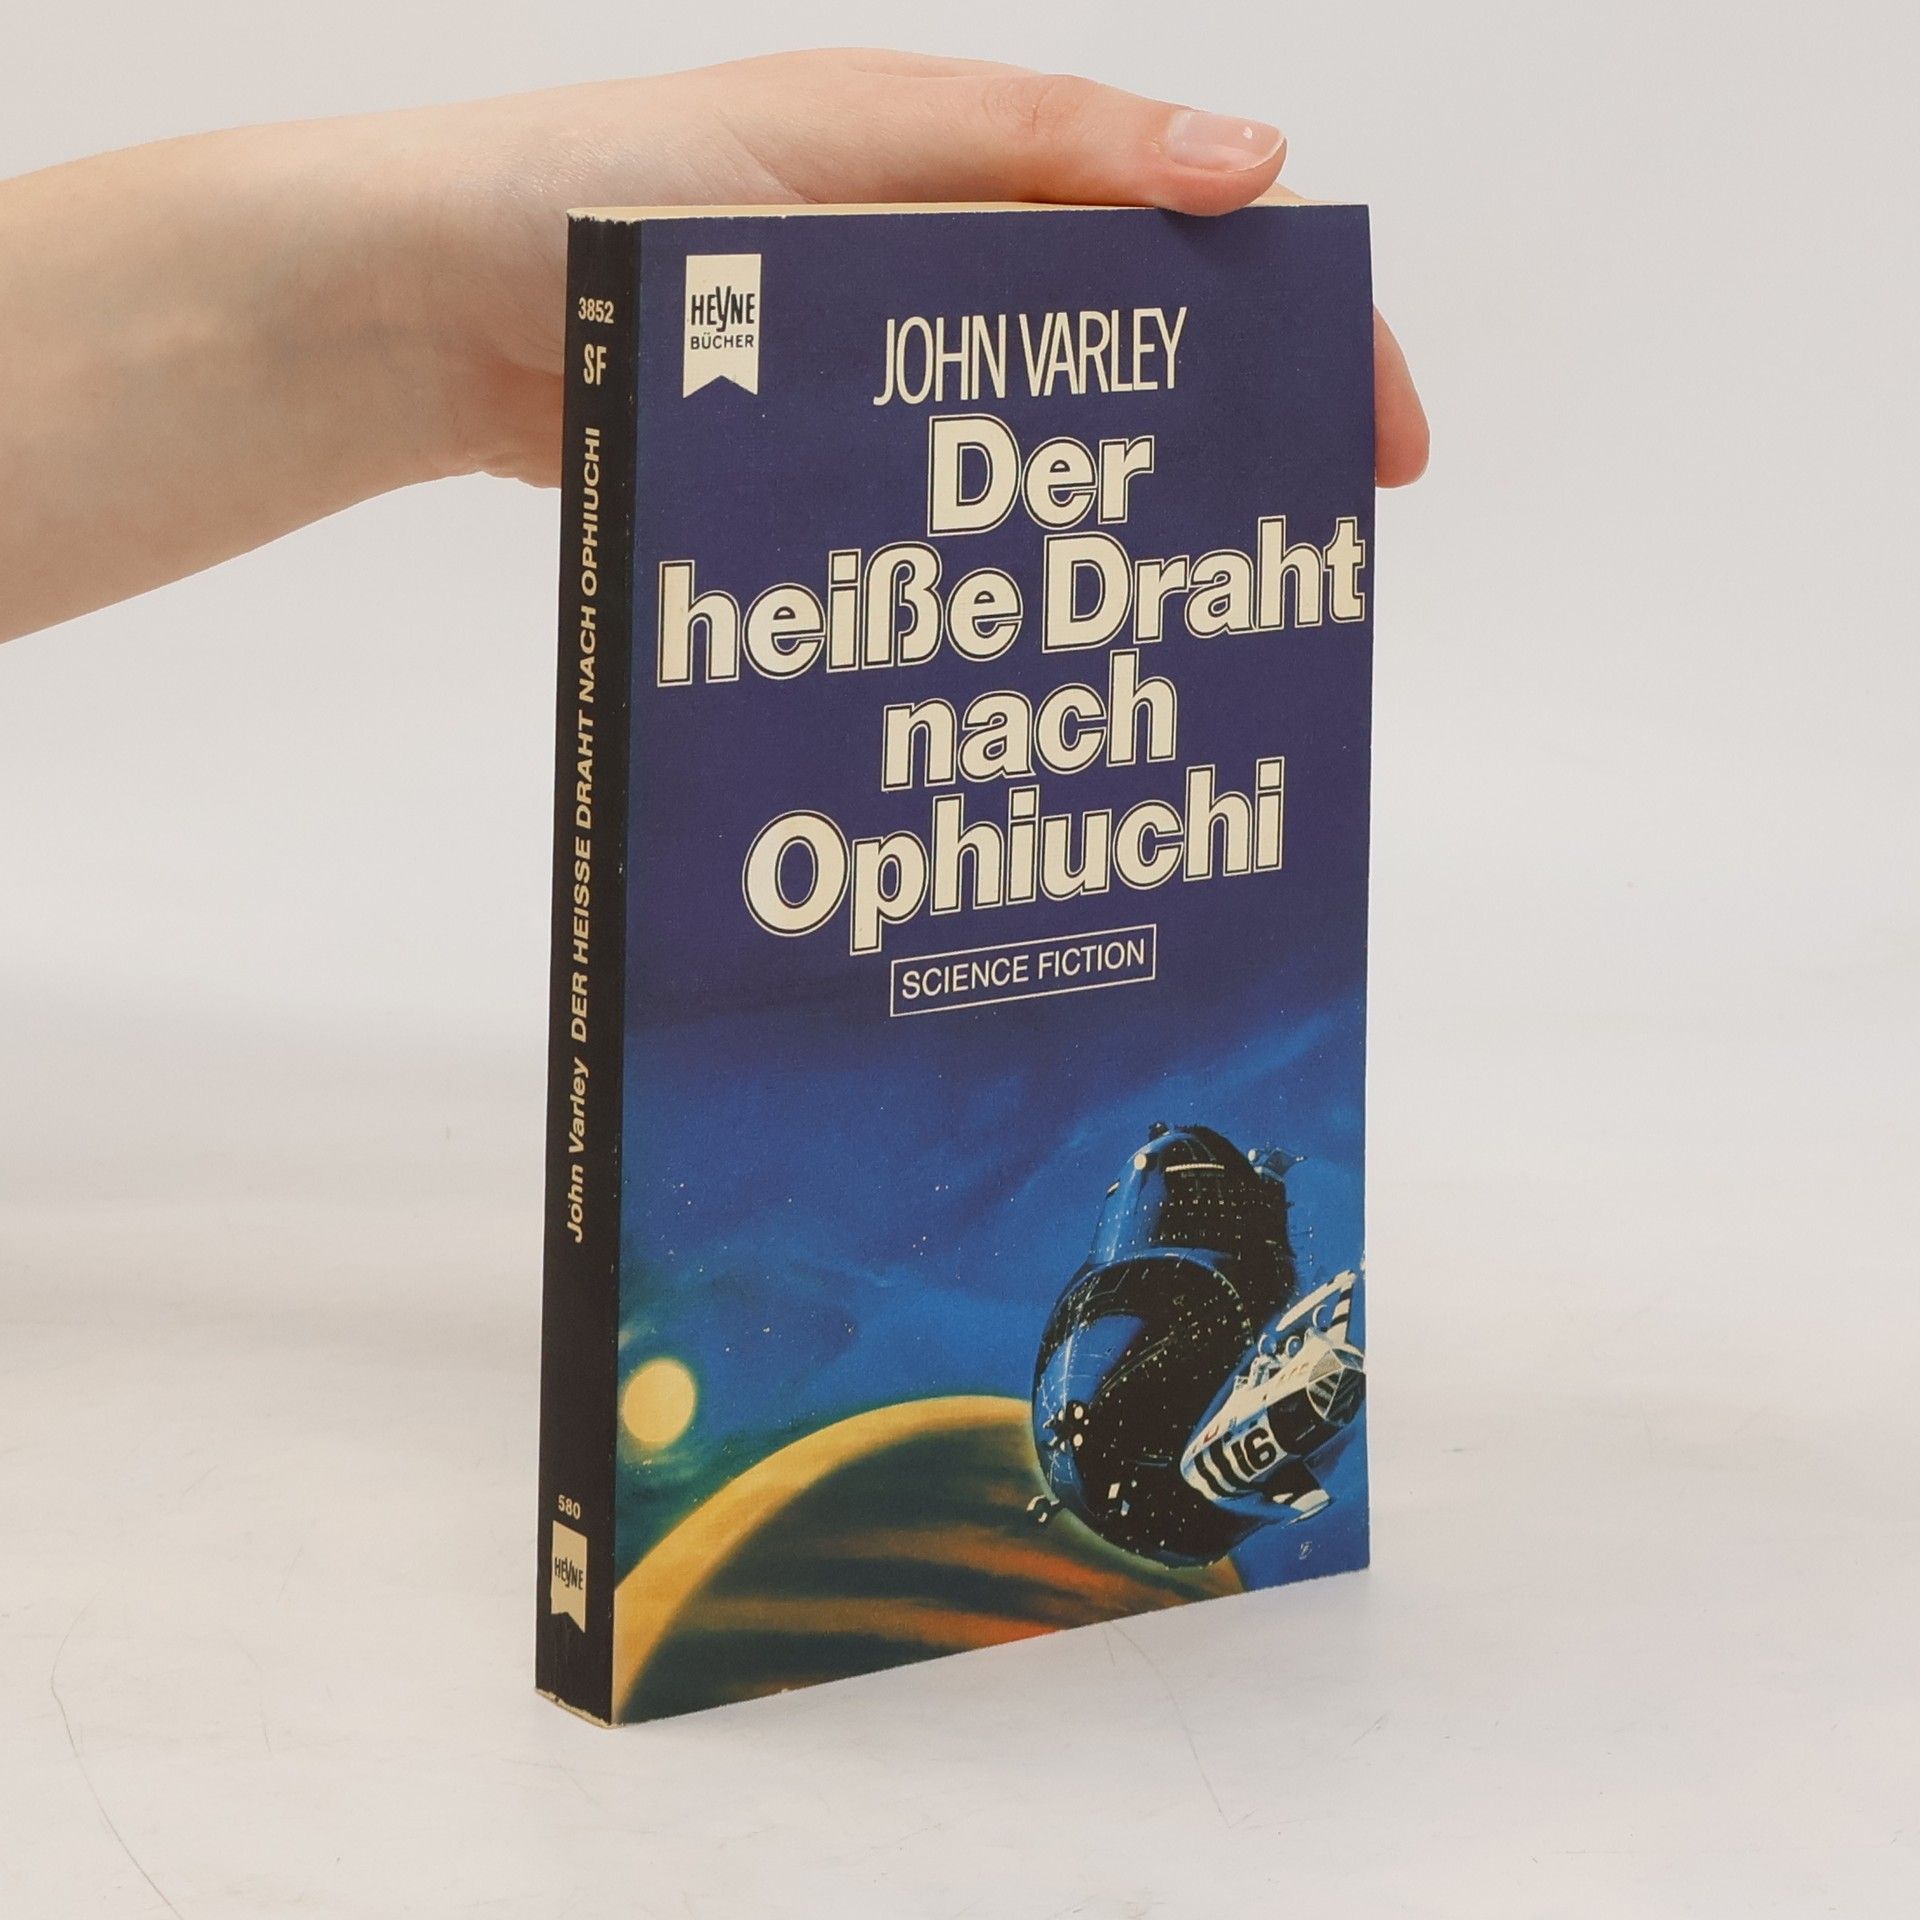 3852
SF
John Varley DER HEISSE DRAHT NACH OPHIUCHI
580
HEYNE
HEYNE
BÜCHER
JOHN VARLEY
Der
heiße Draht
nach
Ophiuchi
SCIENCE FICTION
16